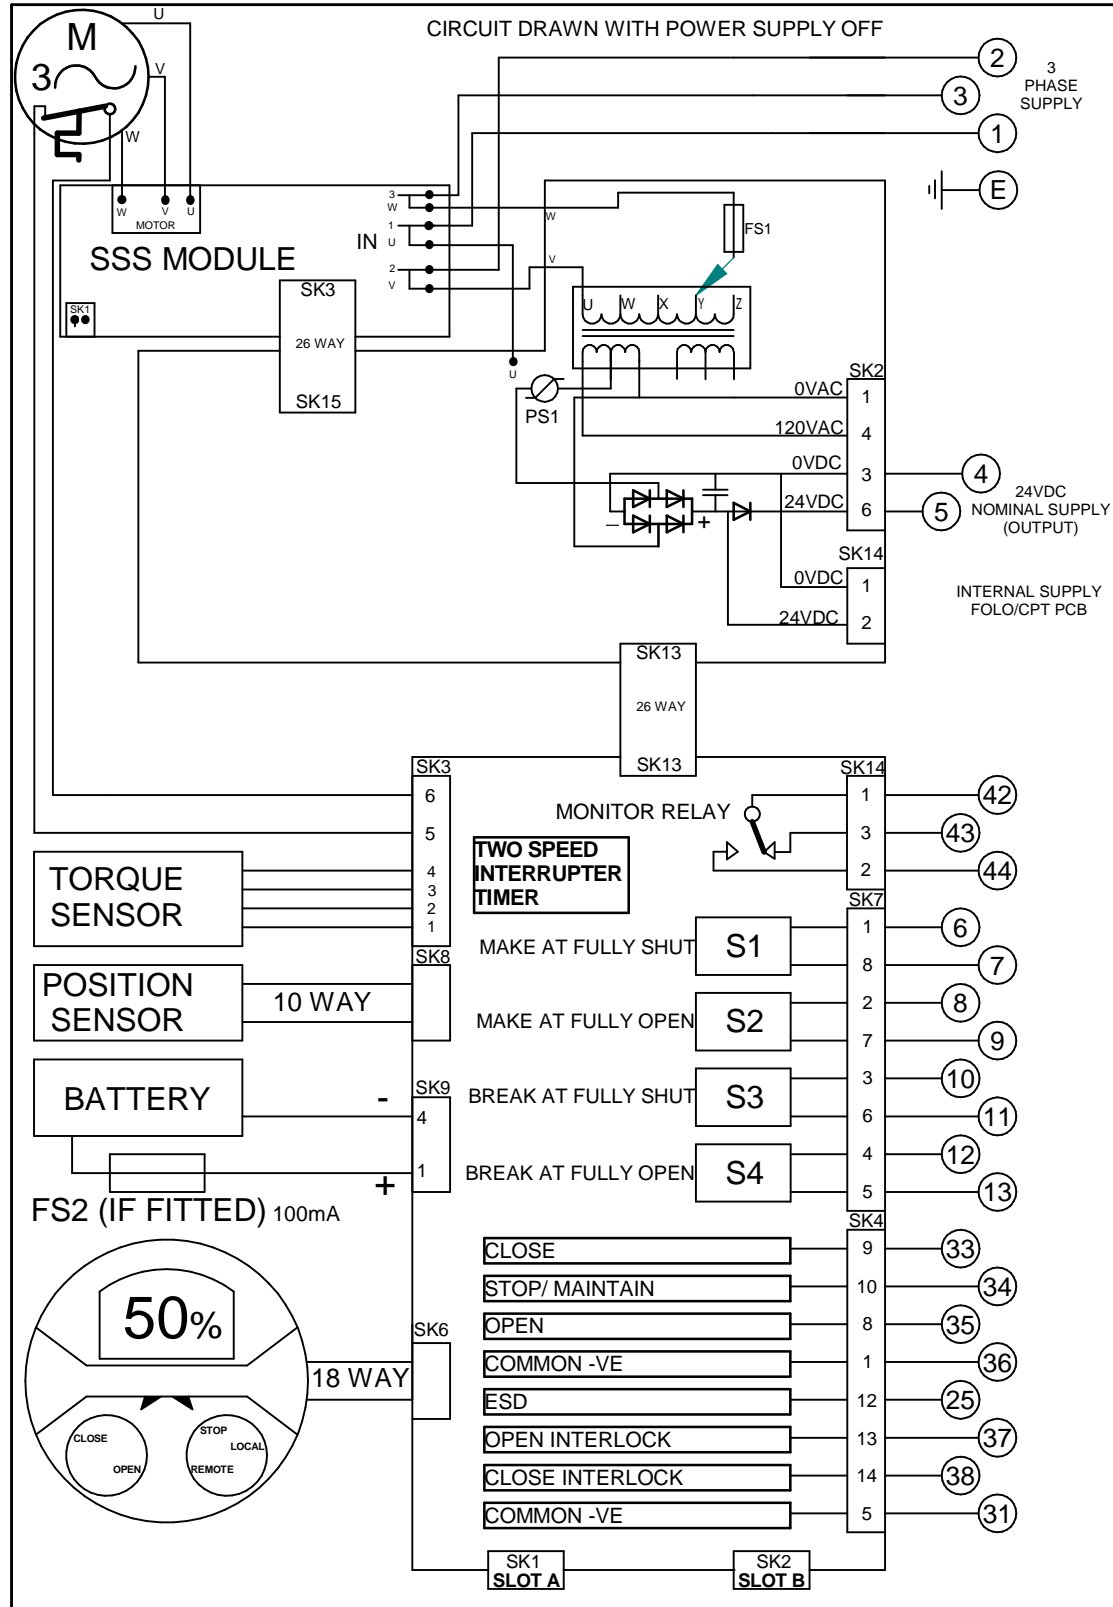 U
CIRCUIT DRAWN WITH POWER SUPPLY OFF
M
3
V
W
2
3
1
3
PHASE
SUPPLY
E
W V U
MOTOR
SSS MODULE
IN
3
W
1
U
2
V
W
V
FS1
U W X Y Z
SK1
SK3
26 WAY
SK15
U
PS1
SK2
0VAC 1
120VAC 4
0VDC 3 4
24VDC 6 5
24VDC
NOMINAL SUPPLY
(OUTPUT)
– +
SK14
0VDC 1
24VDC 2
INTERNAL SUPPLY
FOLO/CPT PCB
SK13
26 WAY
SK13
SK3
6
5
4
3
2
1
TORQUE
SENSOR
TWO SPEED
INTERRUPTER
TIMER
MONITOR RELAY
SK14
1 42
3 43
2 44
SK7
MAKE AT FULLY SHUT S1 1 6
8 7
MAKE AT FULLY OPEN S2 2 8
7 9
BREAK AT FULLY SHUT S3 3 10
6 11
BREAK AT FULLY OPEN S4 4 12
5 13
SK8
POSITION
SENSOR
10 WAY
BATTERY
-
SK9
4
1
+
FS2 (IF FITTED) 100mA
SK4
CLOSE 9 33
STOP/ MAINTAIN 10 34
OPEN 8 35
COMMON -VE 1 36
ESD 12 25
OPEN INTERLOCK 13 37
CLOSE INTERLOCK 14 38
COMMON -VE 5 31
50%
SK6
18 WAY
CLOSE
OPEN
STOP
LOCAL
REMOTE
SK1
SLOT A
SK2
SLOT B